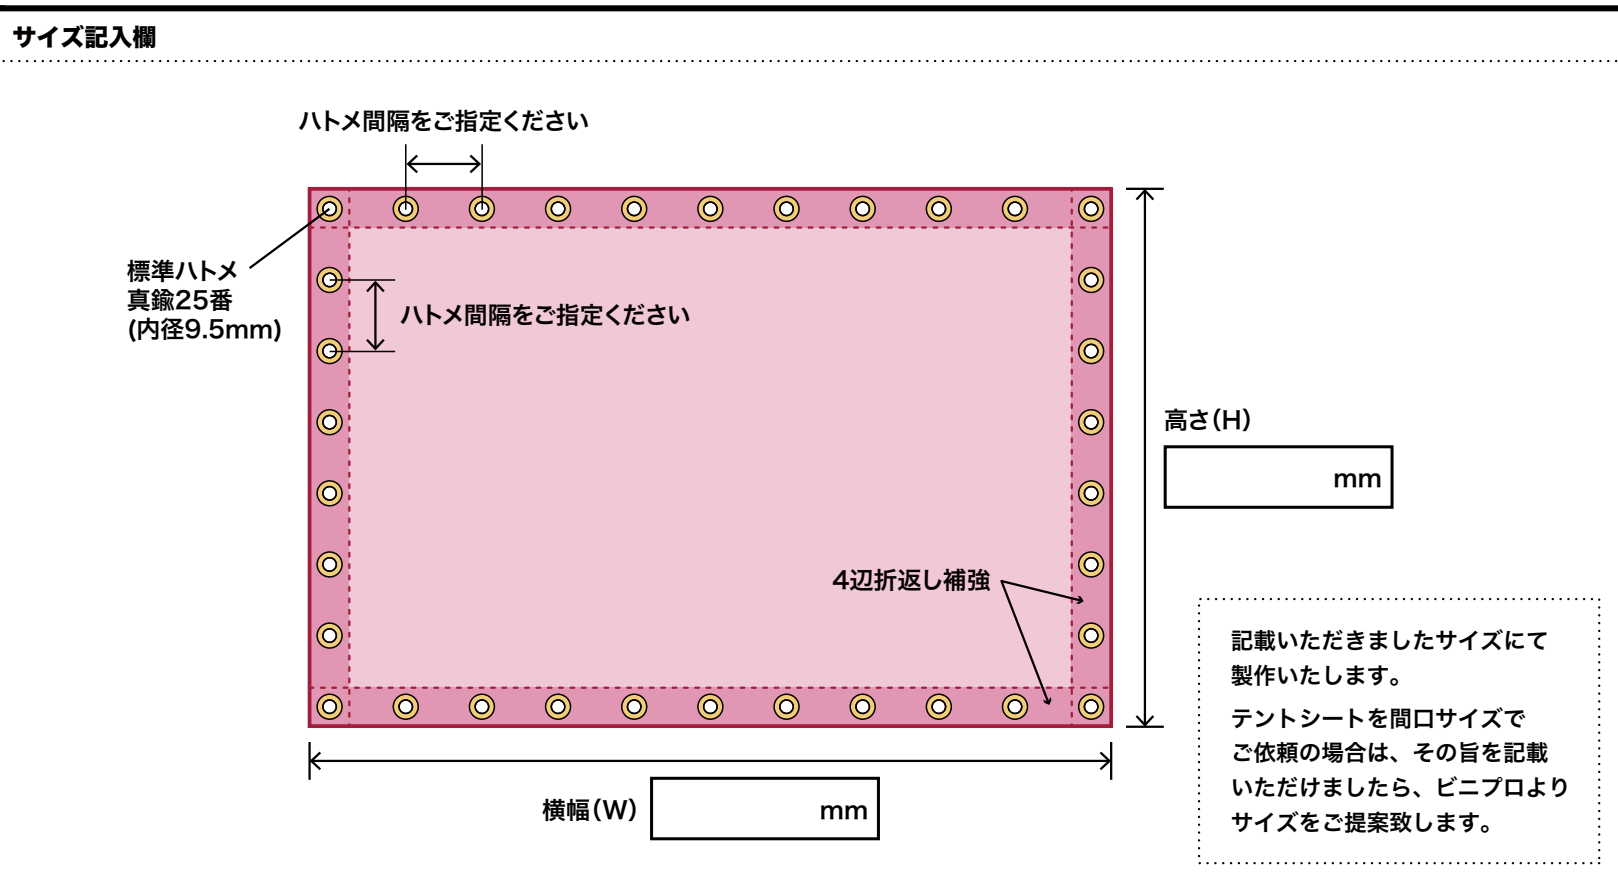 サイズ記入欄
ハトメ間隔をご指定ください
標準ハトメ
真鍮25番
(内径9.5mm)
ハトメ間隔をご指定ください
高さ(H)
mm
4辺折返し補強
横幅(W)
mm
記載いただきましたサイズにて
製作いたします。
テントシートを間口サイズで
ご依頼の場合は、その旨を記載
いただけましたら、ビニプロより
サイズをご提案致します。